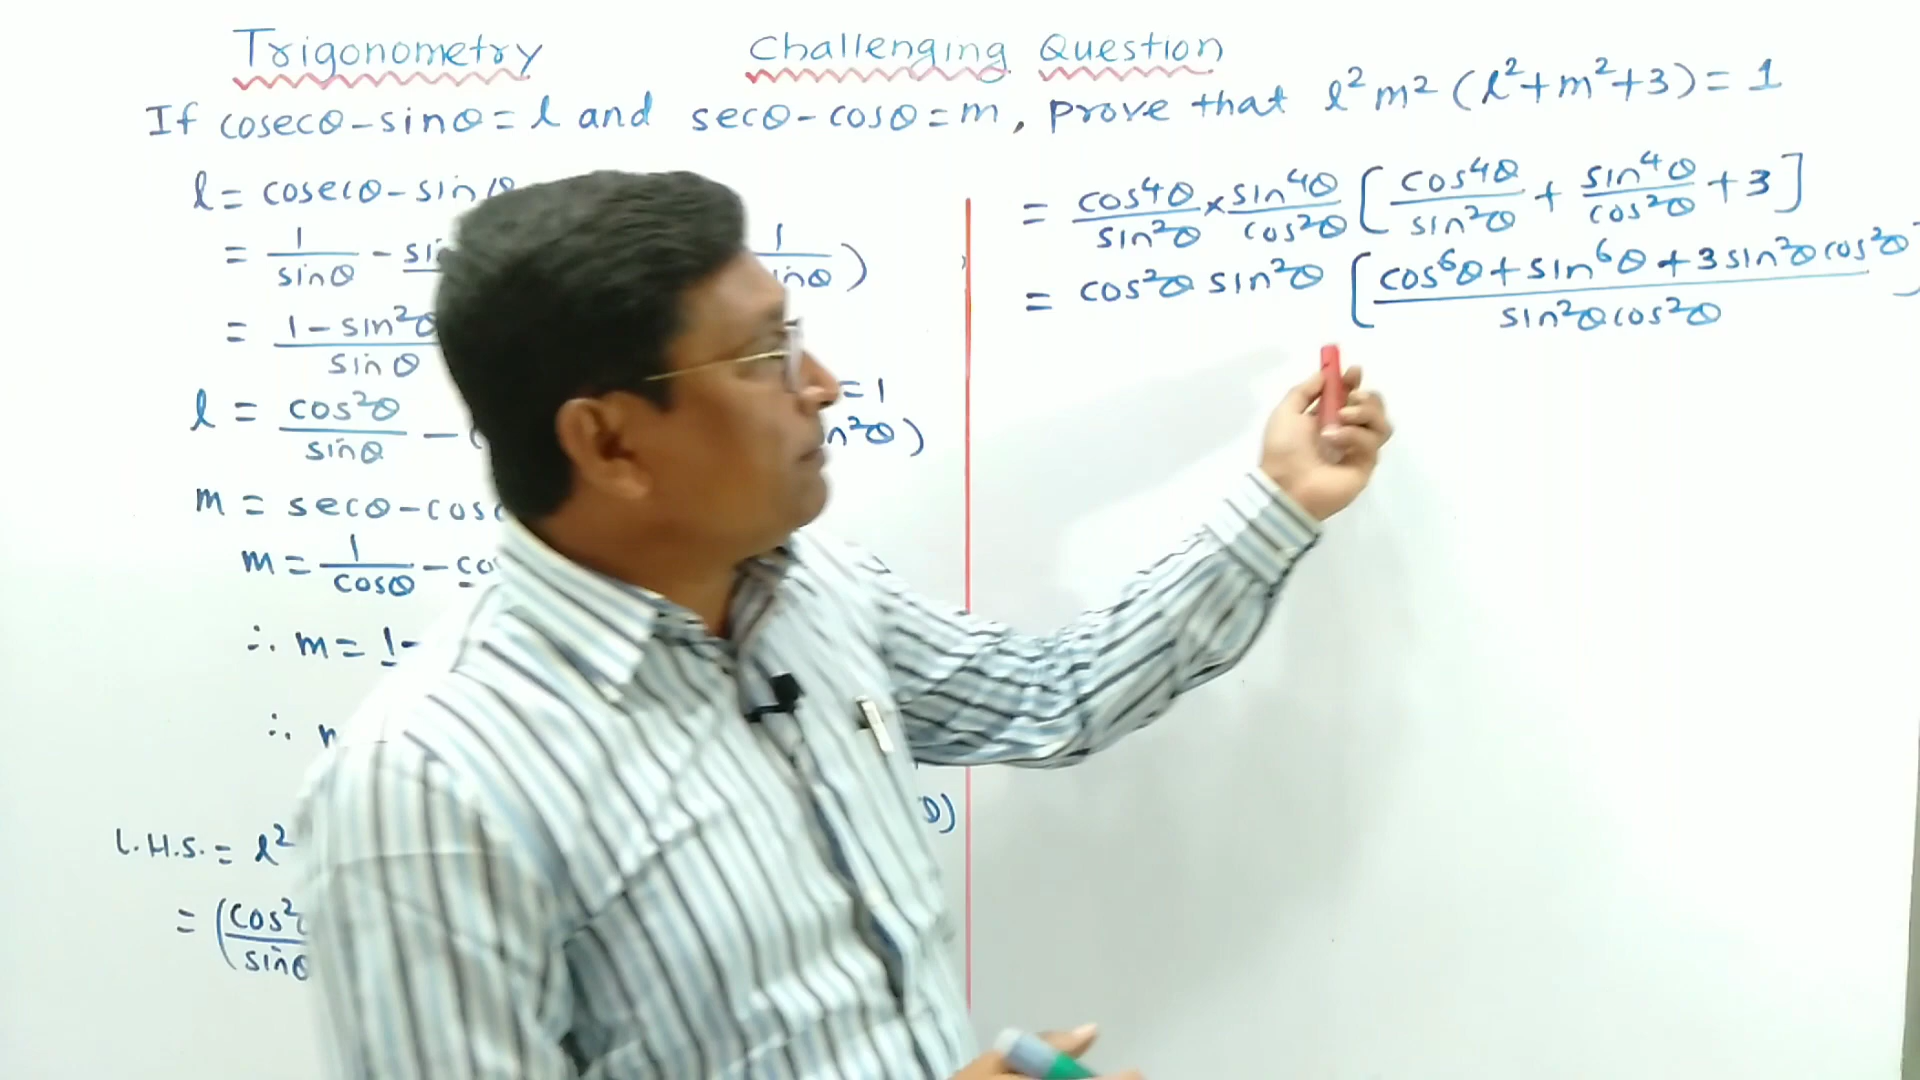 Trigonometry Challenging Question
If cosecθ-sinθ=l and secθ-cosθ=m, prove that l²m²(l²+m²+3)=1
l = cosecθ-sin
= 1/sinθ -
= 1-sin²θ/sinθ
l = cos²θ/sinθ - (
= 1
n²θ)
m = secθ-cos
m = 1/cosθ -
∴ m = 1-
∴
L.H.S. = l²
= (cos²/sinθ
= cos⁴θ/sin²θ × sin⁴θ/cos²θ [cos⁴θ/sin²θ + sin⁴θ/cos²θ + 3]
= cos²θ sin²θ [cos⁶θ+sin⁶θ+3sin²θcos²θ/sin²θcos²θ